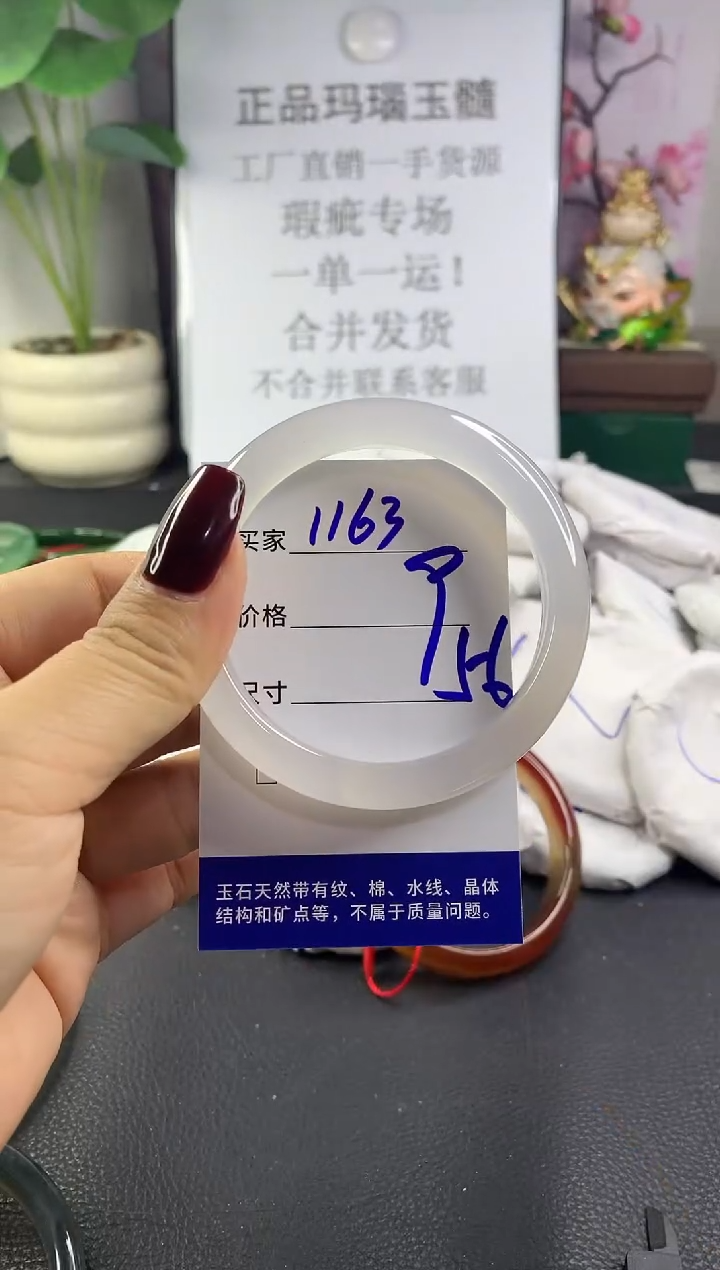 正品玛瑙玉髓
工厂直销一手货源
瑕疵专场
一单一运！
合并发货
不合并联系客服
买家 1163
价格
尺寸 56
玉石天然带有纹、棉、水线、晶体
结构和矿点等，不属于质量问题。